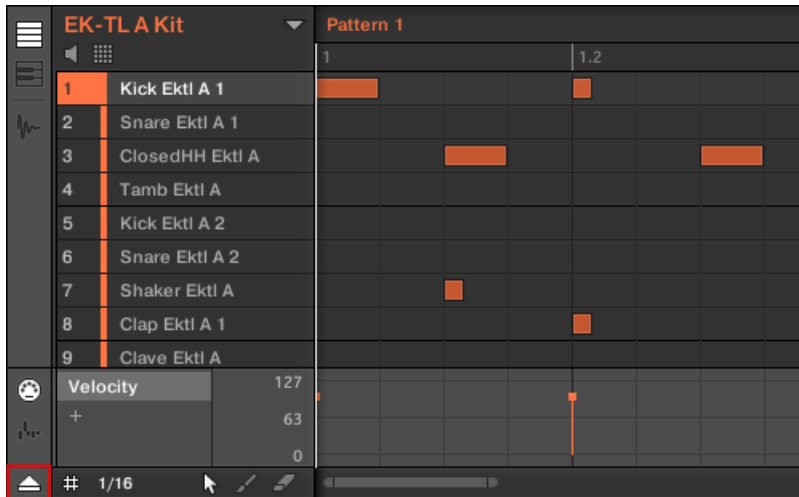 EK-TL A Kit
Pattern 1
1 1.2
1 Kick Ektl A 1
2 Snare Ektl A 1
3 ClosedHH Ektl A
4 Tamb Ektl A
5 Kick Ektl A 2
6 Snare Ektl A 2
7 Shaker Ektl A
8 Clap Ektl A 1
9 Clave Ektl A
Velocity 127
+ 63
0
# 1/16